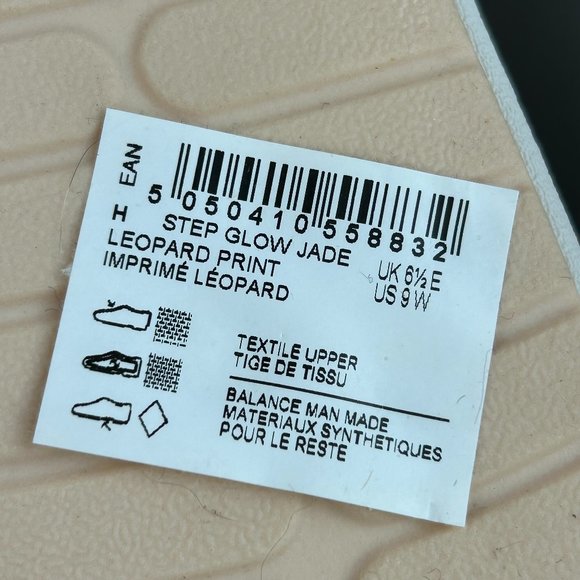 EAN
H
5 050410 558832
STEP GLOW JADE
LEOPARD PRINT UK 6½ E
IMPRIMÉ LÉOPARD US 9 W
TEXTILE UPPER
TIGE DE TISSU
BALANCE MAN MADE
MATERIAUX SYNTHETIQUES
POUR LE RESTE